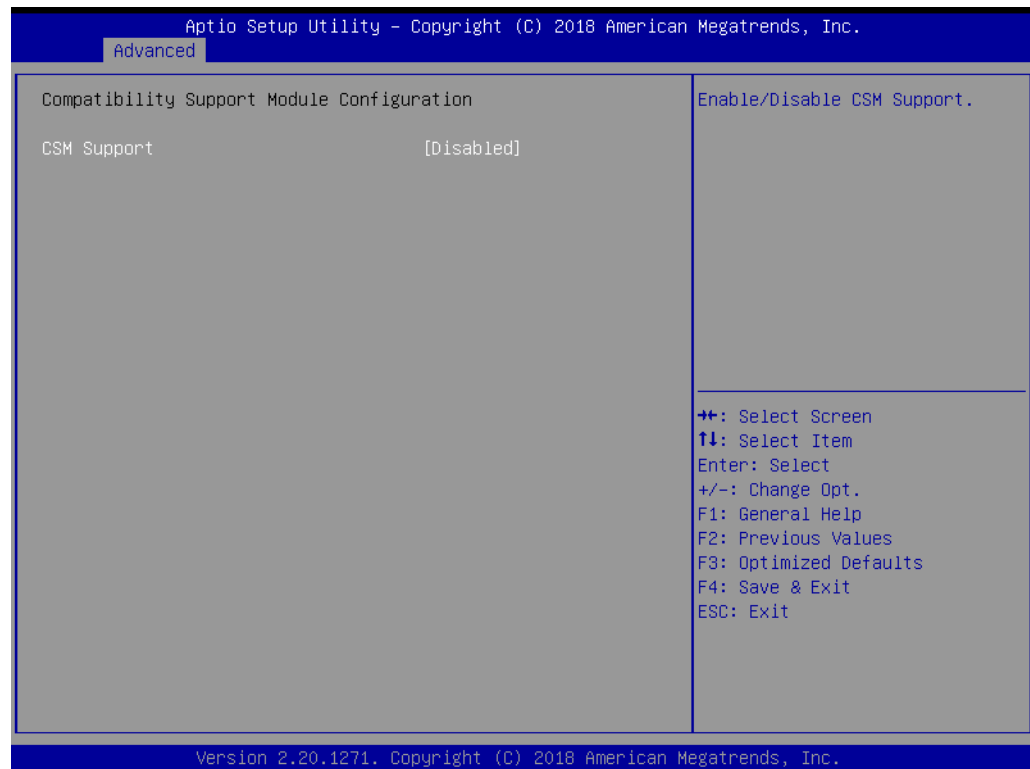 Aptio Setup Utility – Copyright (C) 2018 American Megatrends, Inc.
Advanced
Compatibility Support Module Configuration
CSM Support [Disabled]
Enable/Disable CSM Support.
→←: Select Screen
↑↓: Select Item
Enter: Select
+/-: Change Opt.
F1: General Help
F2: Previous Values
F3: Optimized Defaults
F4: Save & Exit
ESC: Exit
Version 2.20.1271. Copyright (C) 2018 American Megatrends, Inc.